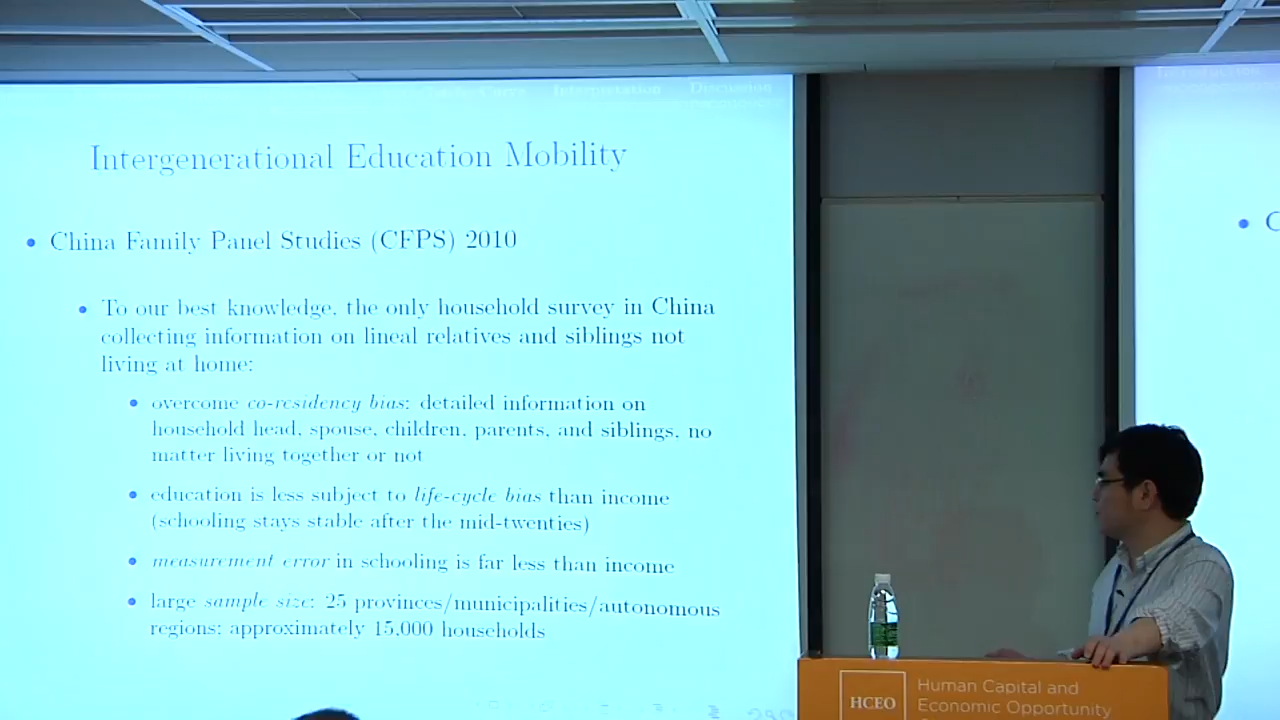 Interpretation Discussion
Intergenerational Education Mobility
• China Family Panel Studies (CFPS) 2010
• To our best knowledge, the only household survey in China
collecting information on lineal relatives and siblings not
living at home:
• overcome co-residency bias: detailed information on
household head, spouse, children, parents, and siblings, no
matter living together or not
• education is less subject to life-cycle bias than income
(schooling stays stable after the mid-twenties)
• measurement error in schooling is far less than income
• large sample size: 25 provinces/municipalities/autonomous
regions; approximately 15,000 households
• C
HCEO
Human Capital and
Economic Opportunity